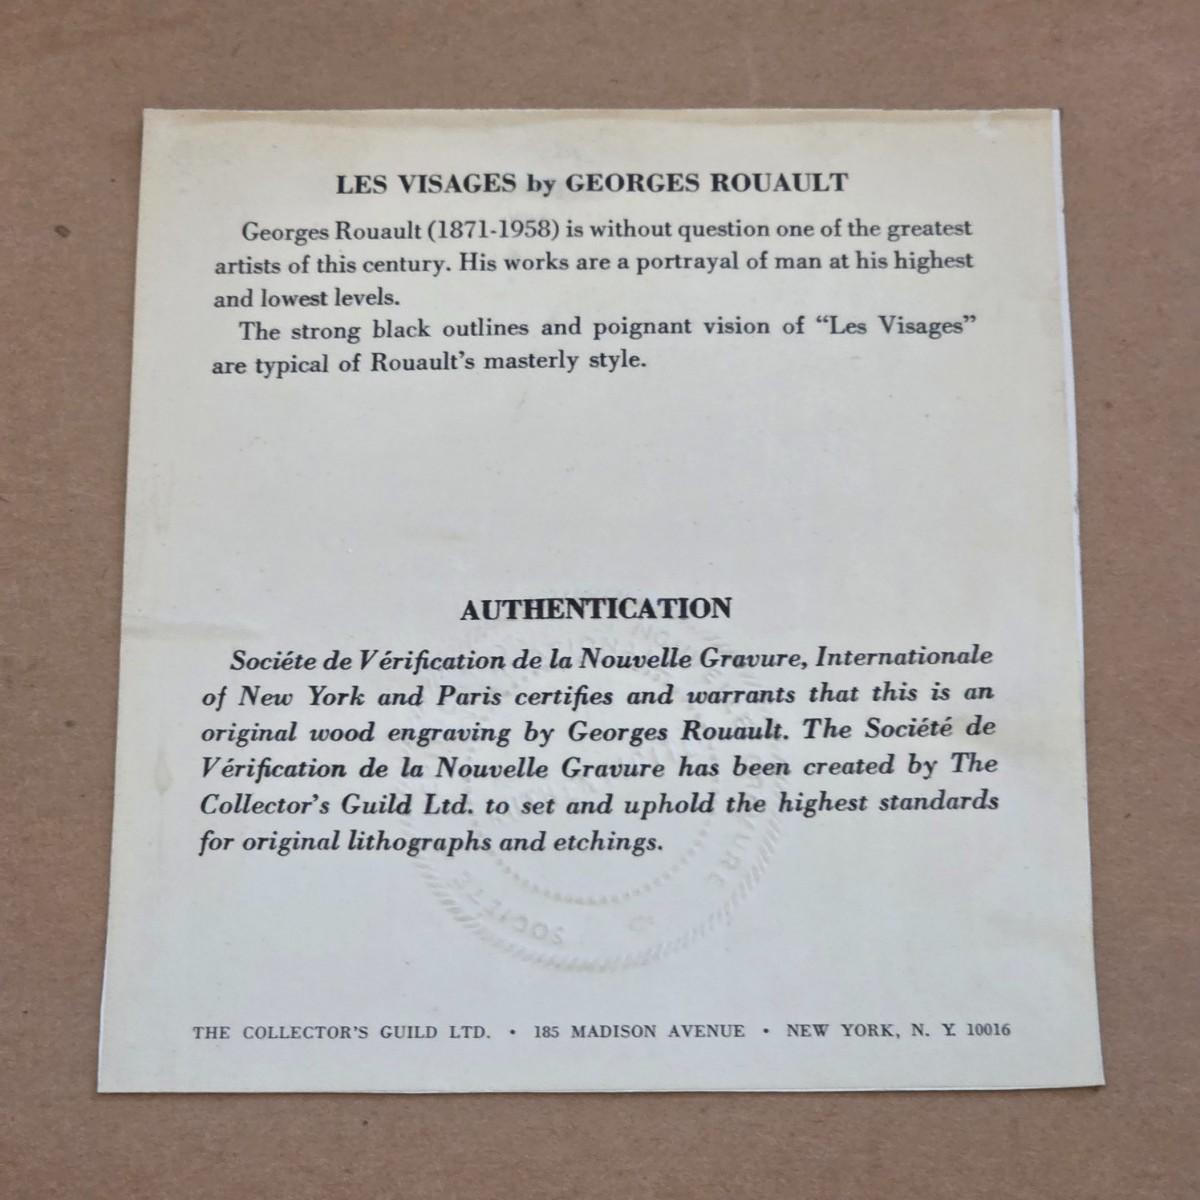 LES VISAGES by GEORGES ROUAULT
Georges Rouault (1871-1958) is without question one of the greatest
artists of this century. His works are a portrayal of man at his highest
and lowest levels.
The strong black outlines and poignant vision of “Les Visages”
are typical of Rouault’s masterly style.
AUTHENTICATION
Sociéte de Vérification de la Nouvelle Gravure, Internationale
of New York and Paris certifies and warrants that this is an
original wood engraving by Georges Rouault. The Société de
Vérification de la Nouvelle Gravure has been created by The
Collector’s Guild Ltd. to set and uphold the highest standards
for original lithographs and etchings.
SOCIETE
THE COLLECTOR’S GUILD LTD. • 185 MADISON AVENUE • NEW YORK, N. Y. 10016